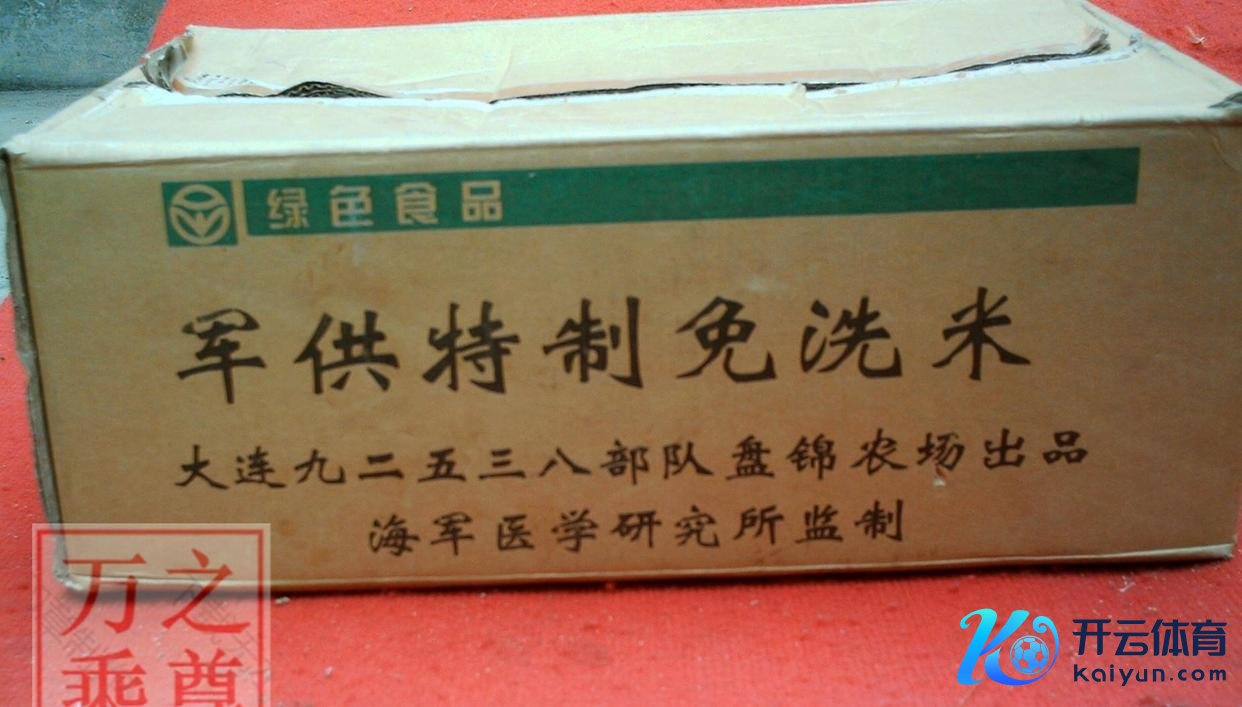 绿色食品
军供特制免洗米
大连九二五三八部队盘锦农场出品
海军医学研究所监制
万之
乘尊
开云体育
kaiyun.com